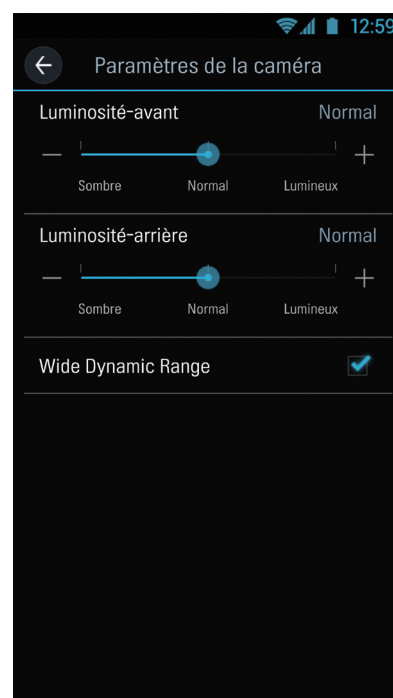 12:59
Paramètres de la caméra
Luminosité-avant Normal
Sombre Normal Lumineux
Luminosité-arrière Normal
Sombre Normal Lumineux
Wide Dynamic Range